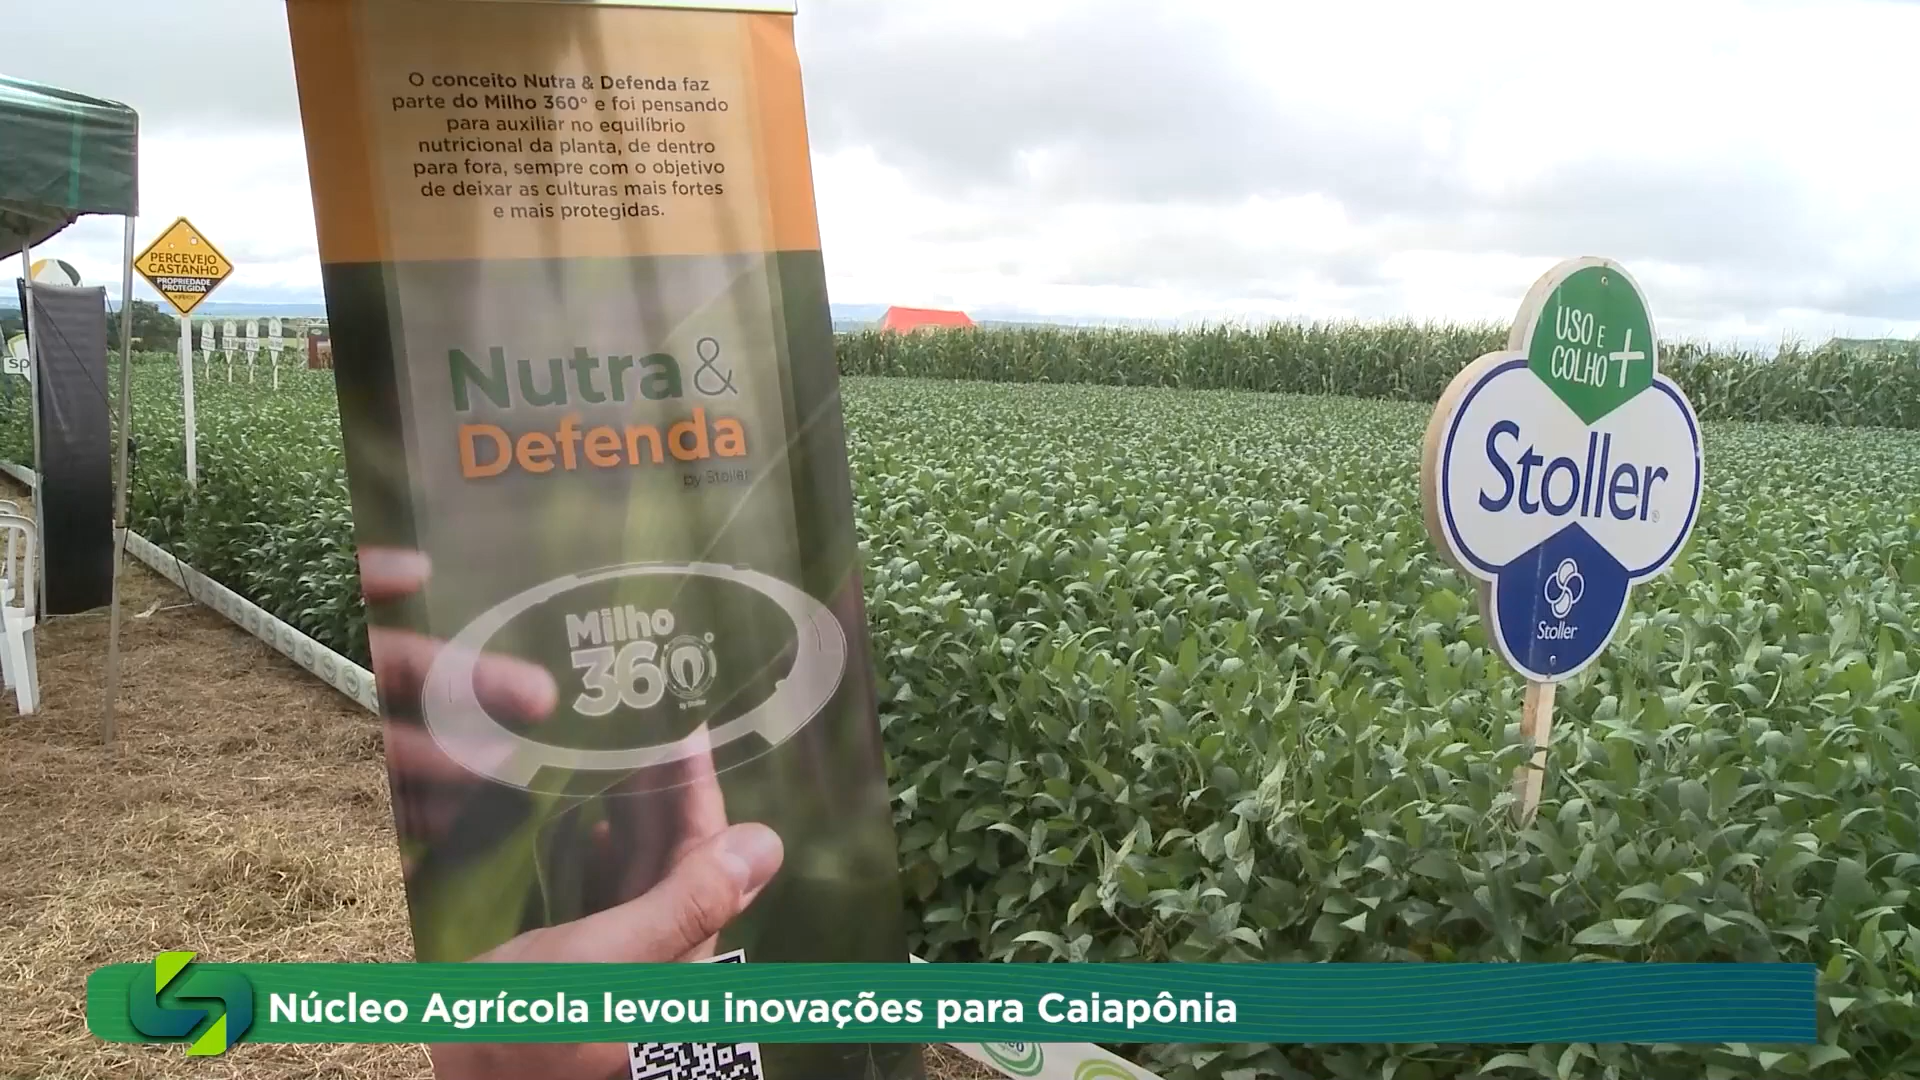 O conceito Nutra & Defenda faz
parte do Milho 360° e foi pensando
para auxiliar no equilíbrio
nutricional da planta, de dentro
para fora, sempre com o objetivo
de deixar as culturas mais fortes
e mais protegidas.
PERCEVEJO
CASTANHO
PROPRIEDADE
PROTEGIDA
Nutra &
Defenda
by Stoller
Milho
360°
by Stoller
USO E
COLHO +
Stoller
Stoller
Núcleo Agrícola levou inovações para Caiapônia